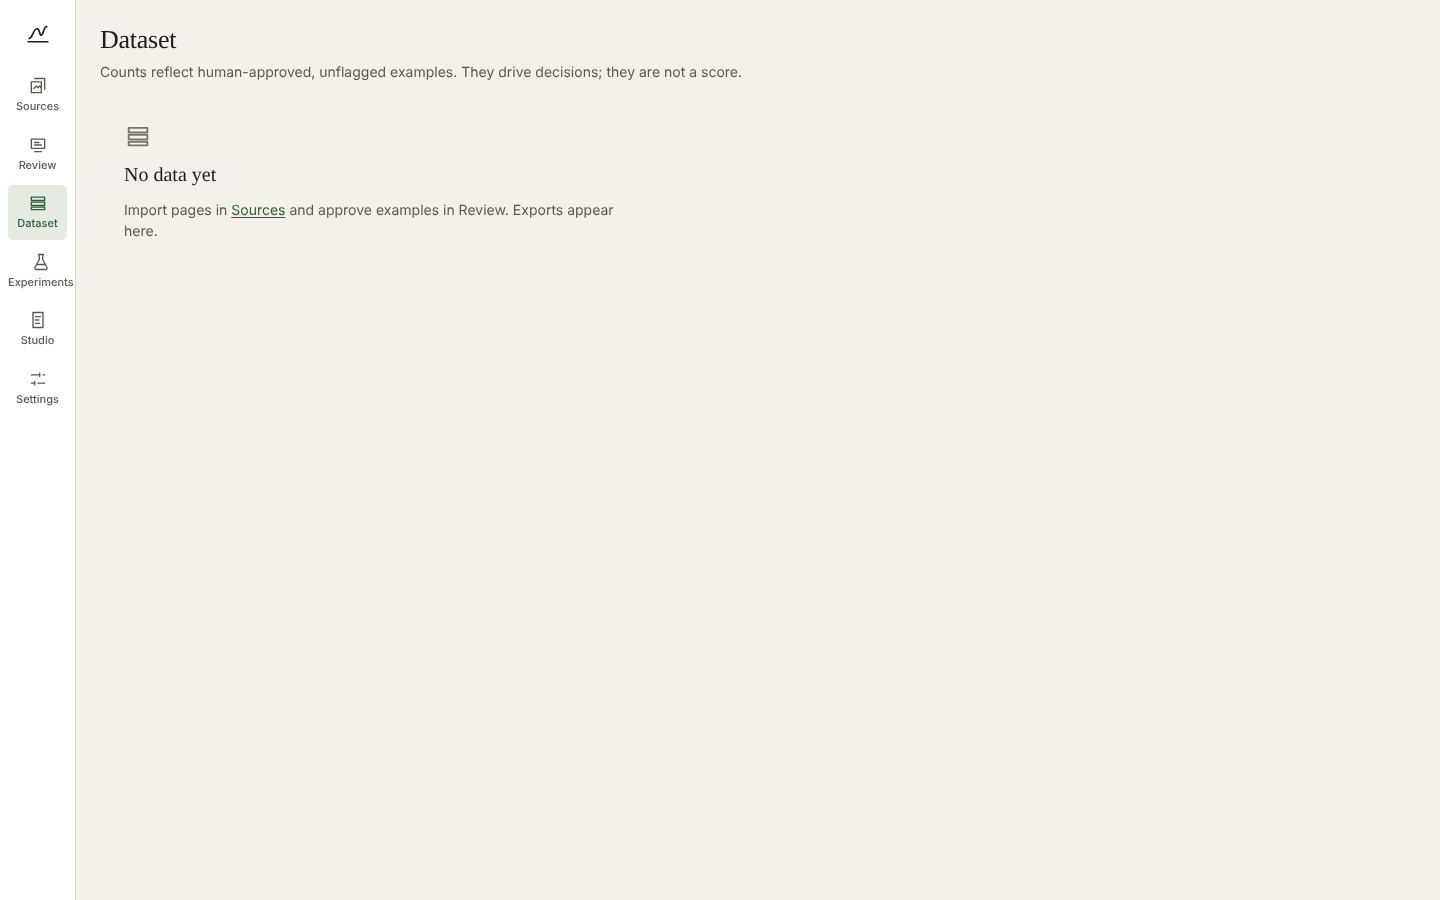 Sources
Review
Dataset
Experiments
Studio
Settings
Dataset
Counts reflect human-approved, unflagged examples. They drive decisions; they are not a score.
No data yet
Import pages in Sources and approve examples in Review. Exports appear
here.